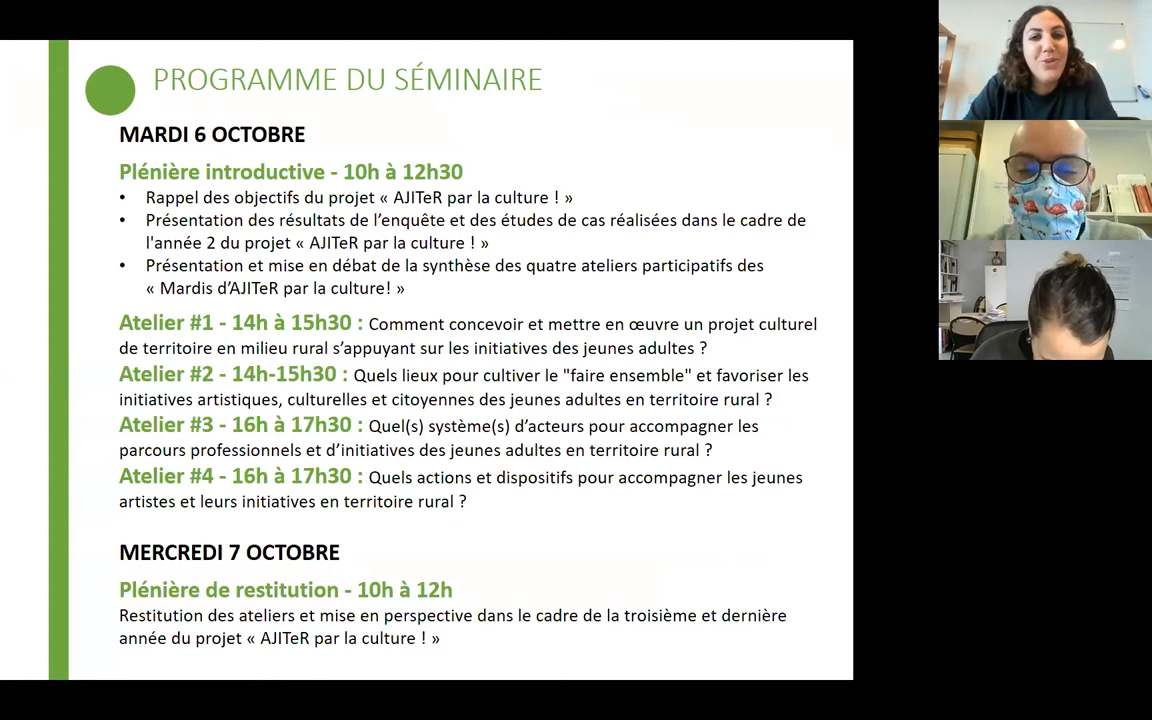 PROGRAMME DU SÉMINAIRE
MARDI 6 OCTOBRE
Plénière introductive - 10h à 12h30
• Rappel des objectifs du projet « AJITeR par la culture ! »
• Présentation des résultats de l’enquête et des études de cas réalisées dans le cadre de
l'année 2 du projet « AJITeR par la culture ! »
• Présentation et mise en débat de la synthèse des quatre ateliers participatifs des
« Mardis d’AJITeR par la culture! »
Atelier #1 - 14h à 15h30 : Comment concevoir et mettre en œuvre un projet culturel
de territoire en milieu rural s’appuyant sur les initiatives des jeunes adultes ?
Atelier #2 - 14h-15h30 : Quels lieux pour cultiver le "faire ensemble" et favoriser les
initiatives artistiques, culturelles et citoyennes des jeunes adultes en territoire rural ?
Atelier #3 - 16h à 17h30 : Quel(s) système(s) d’acteurs pour accompagner les
parcours professionnels et d’initiatives des jeunes adultes en territoire rural ?
Atelier #4 - 16h à 17h30 : Quels actions et dispositifs pour accompagner les jeunes
artistes et leurs initiatives en territoire rural ?
MERCREDI 7 OCTOBRE
Plénière de restitution - 10h à 12h
Restitution des ateliers et mise en perspective dans le cadre de la troisième et dernière
année du projet « AJITeR par la culture ! »